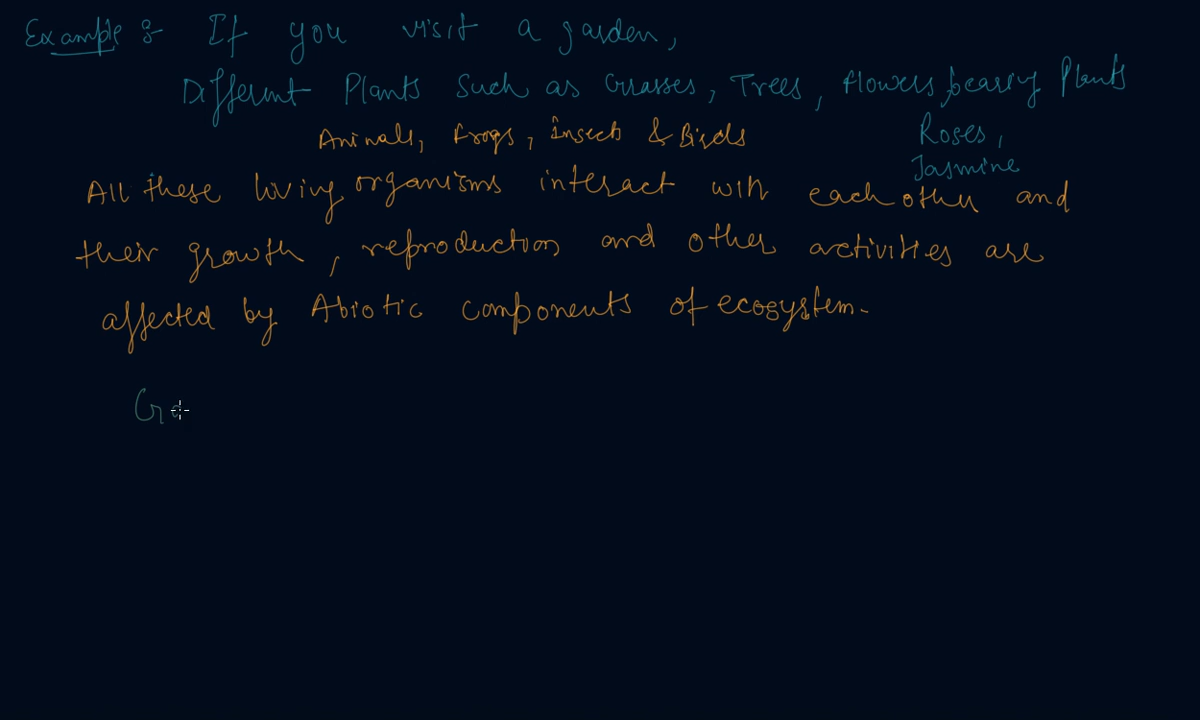 Example :- If you visit a garden,
Different Plants Such as Grasses, Trees, flowers bearing Plants
Roses,
Jasmine
Animals, frogs, Insects & Birds
All these living organisms interact with each other and
their growth, reproduction and other activities are
affected by Abiotic components of ecosystem.
Ga